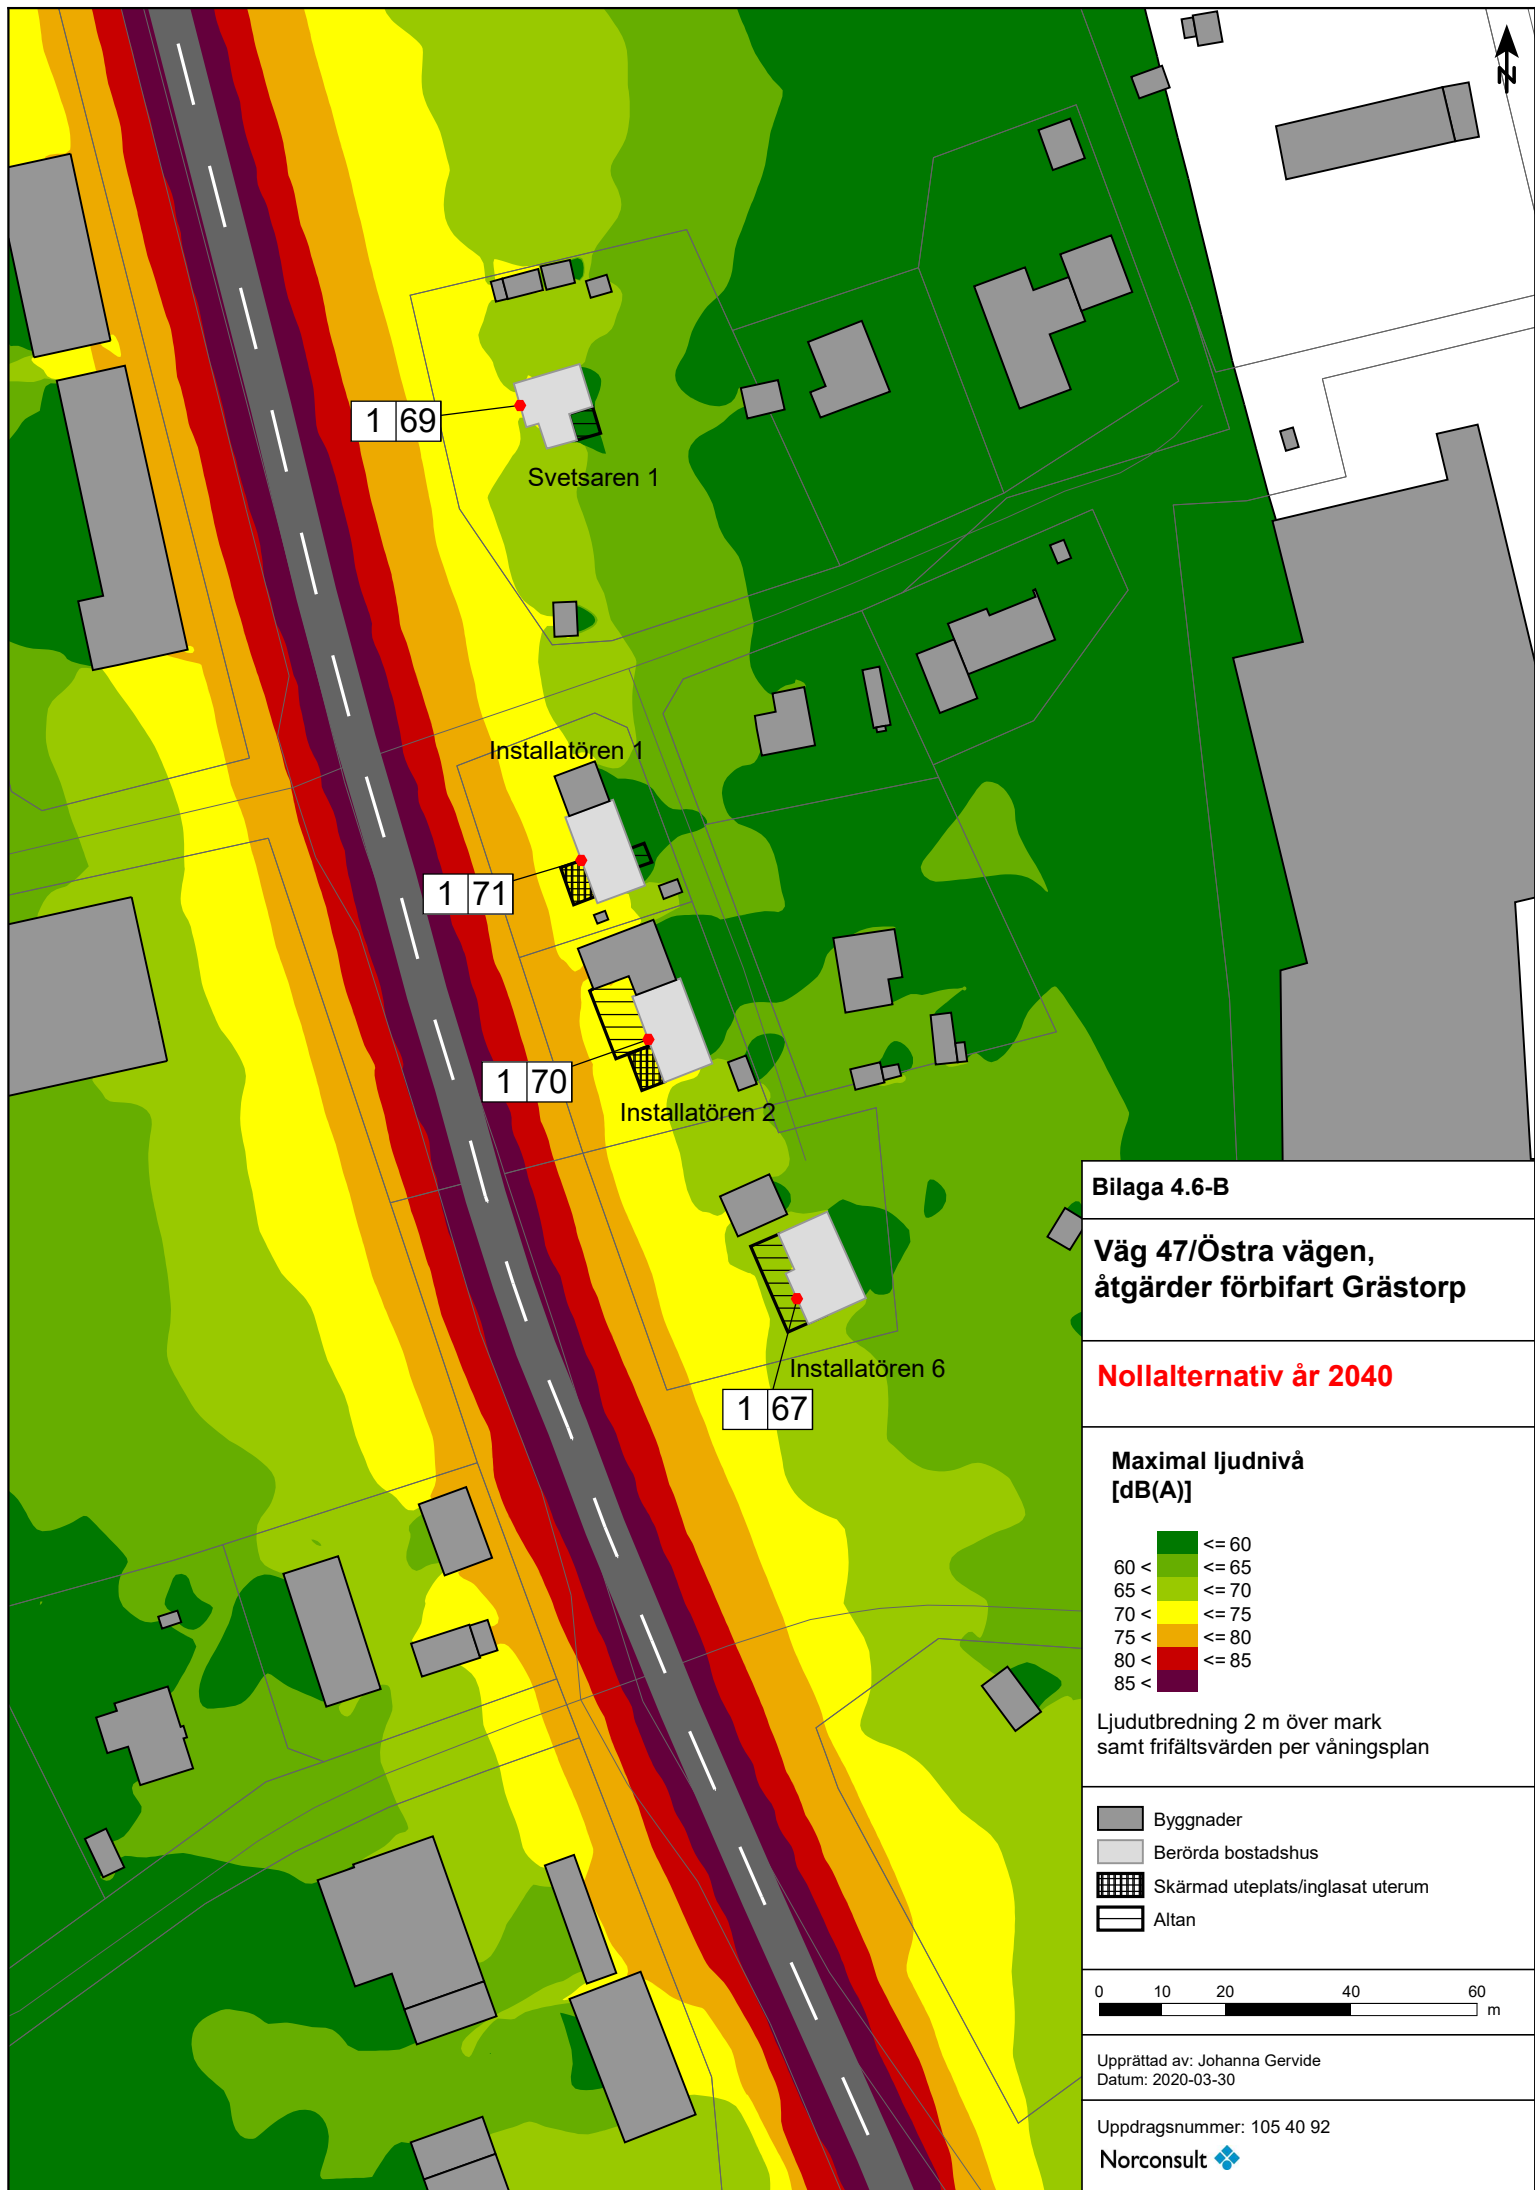 N
1 69
Svetsaren 1
Installatören 1
1 71
1 70
Installatören 2
Installatören 6
1 67
Bilaga 4.6-B
Väg 47/Östra vägen,
åtgärder förbifart Grästorp
Nollalternativ år 2040
Maximal ljudnivå
[dB(A)]
<= 60
60 < <= 65
65 < <= 70
70 < <= 75
75 < <= 80
80 < <= 85
85 <
Ljudutbredning 2 m över mark
samt frifältsvärden per våningsplan
Byggnader
Berörda bostadshus
Skärmad uteplats/inglasat uterum
Altan
0 10 20 40 60
m
Upprättad av: Johanna Gervide
Datum: 2020-03-30
Uppdragsnummer: 105 40 92
Norconsult